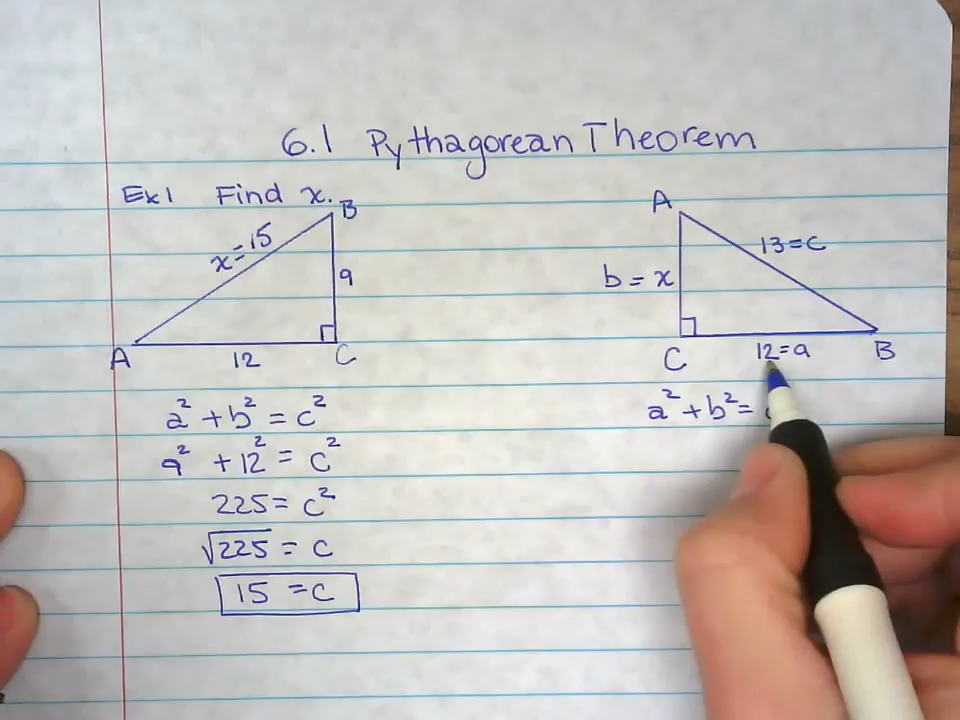 6.1 Pythagorean Theorem
Ex1 Find x.
B
x=15
9
A
12
C
a² + b² = c²
9² + 12² = c²
225 = c²
√225 = c
15 = c
A
13=c
b = x
C
12=a
B
a² + b² =